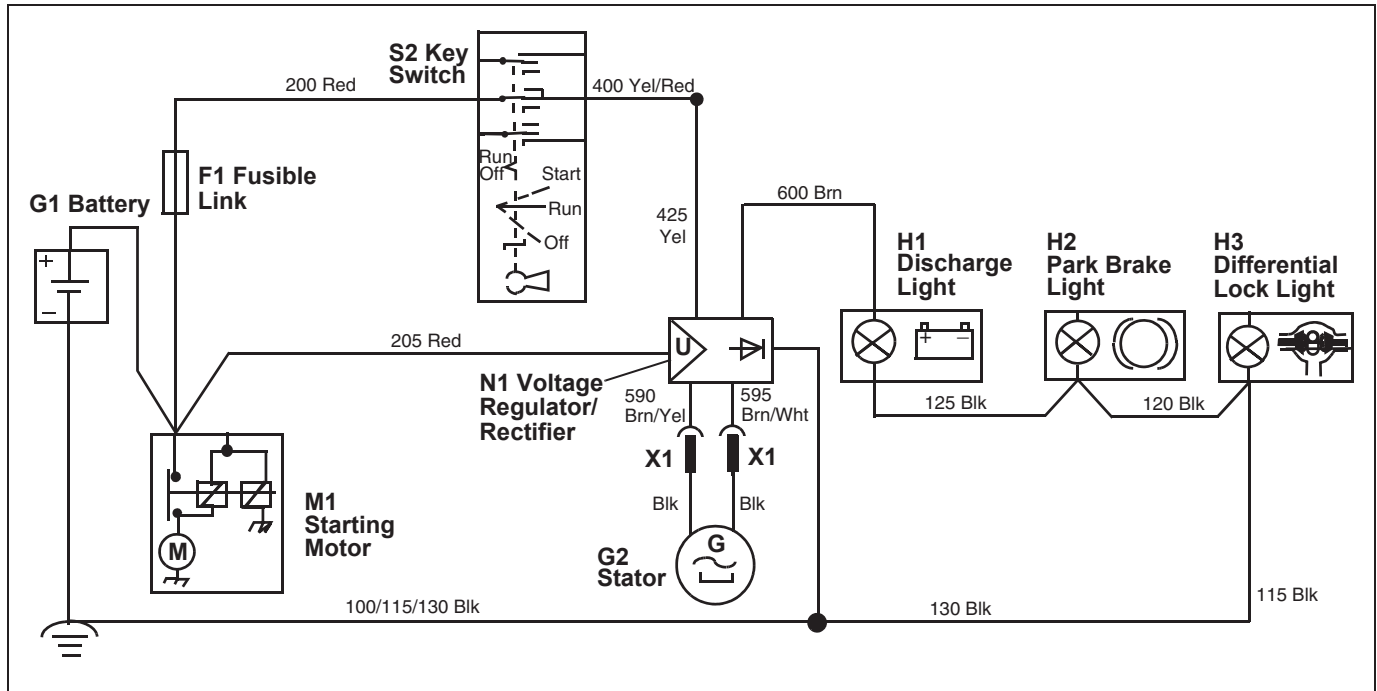 S2 Key
Switch
200 Red
400 Yel/Red
F1 Fusible
Link
G1 Battery
+
−
Run
Off
Start
Run
Off
425
Yel
600 Brn
H1
Discharge
Light
H2
Park Brake
Light
H3
Differential
Lock Light
+ −
205 Red
U
N1 Voltage
Regulator/
Rectifier
590
Brn/Yel
595
Brn/Wht
125 Blk
120 Blk
X1
X1
Blk
Blk
M1
Starting
Motor
M
G
G2
Stator
100/115/130 Blk
130 Blk
115 Blk